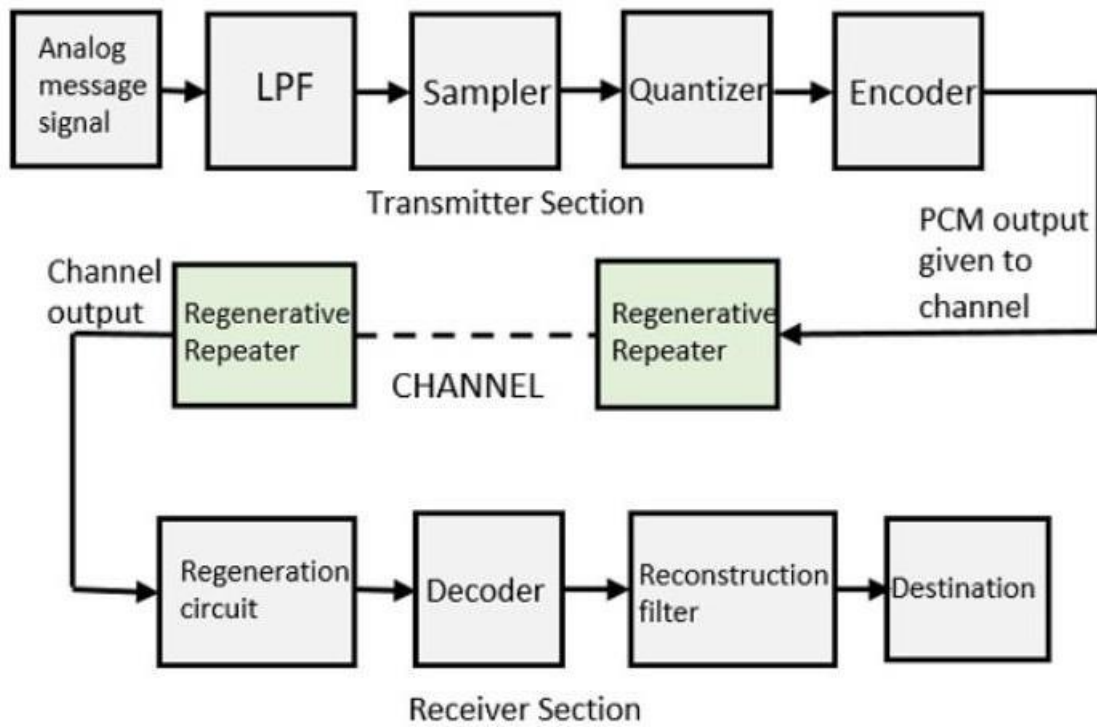 Analog
message
signal
LPF
Sampler
Quantizer
Encoder
Transmitter Section
PCM output
given to
channel
Channel
output
Regenerative
Repeater
CHANNEL
Regenerative
Repeater
Regeneration
circuit
Decoder
Reconstruction
filter
Destination
Receiver Section